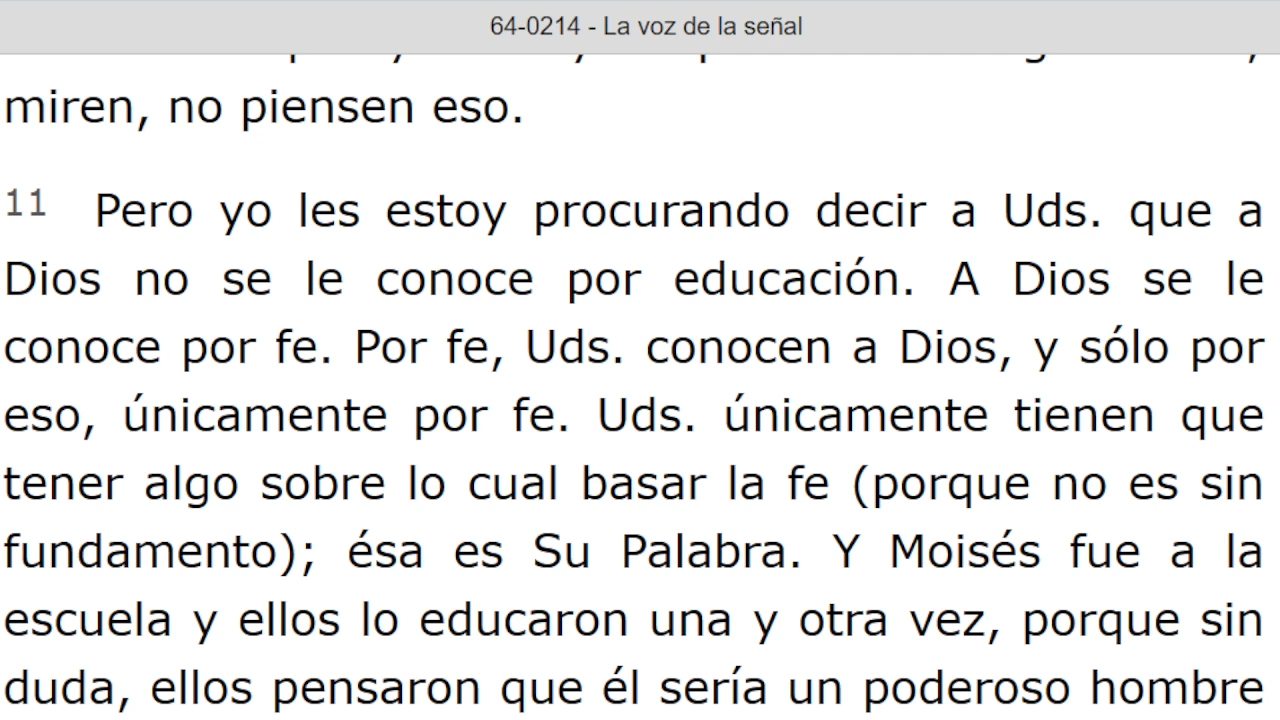 64-0214 - La voz de la señal
miren, no piensen eso.
11 Pero yo les estoy procurando decir a Uds. que a
Dios no se le conoce por educación. A Dios se le
conoce por fe. Por fe, Uds. conocen a Dios, y sólo por
eso, únicamente por fe. Uds. únicamente tienen que
tener algo sobre lo cual basar la fe (porque no es sin
fundamento); ésa es Su Palabra. Y Moisés fue a la
escuela y ellos lo educaron una y otra vez, porque sin
duda, ellos pensaron que él sería un poderoso hombre